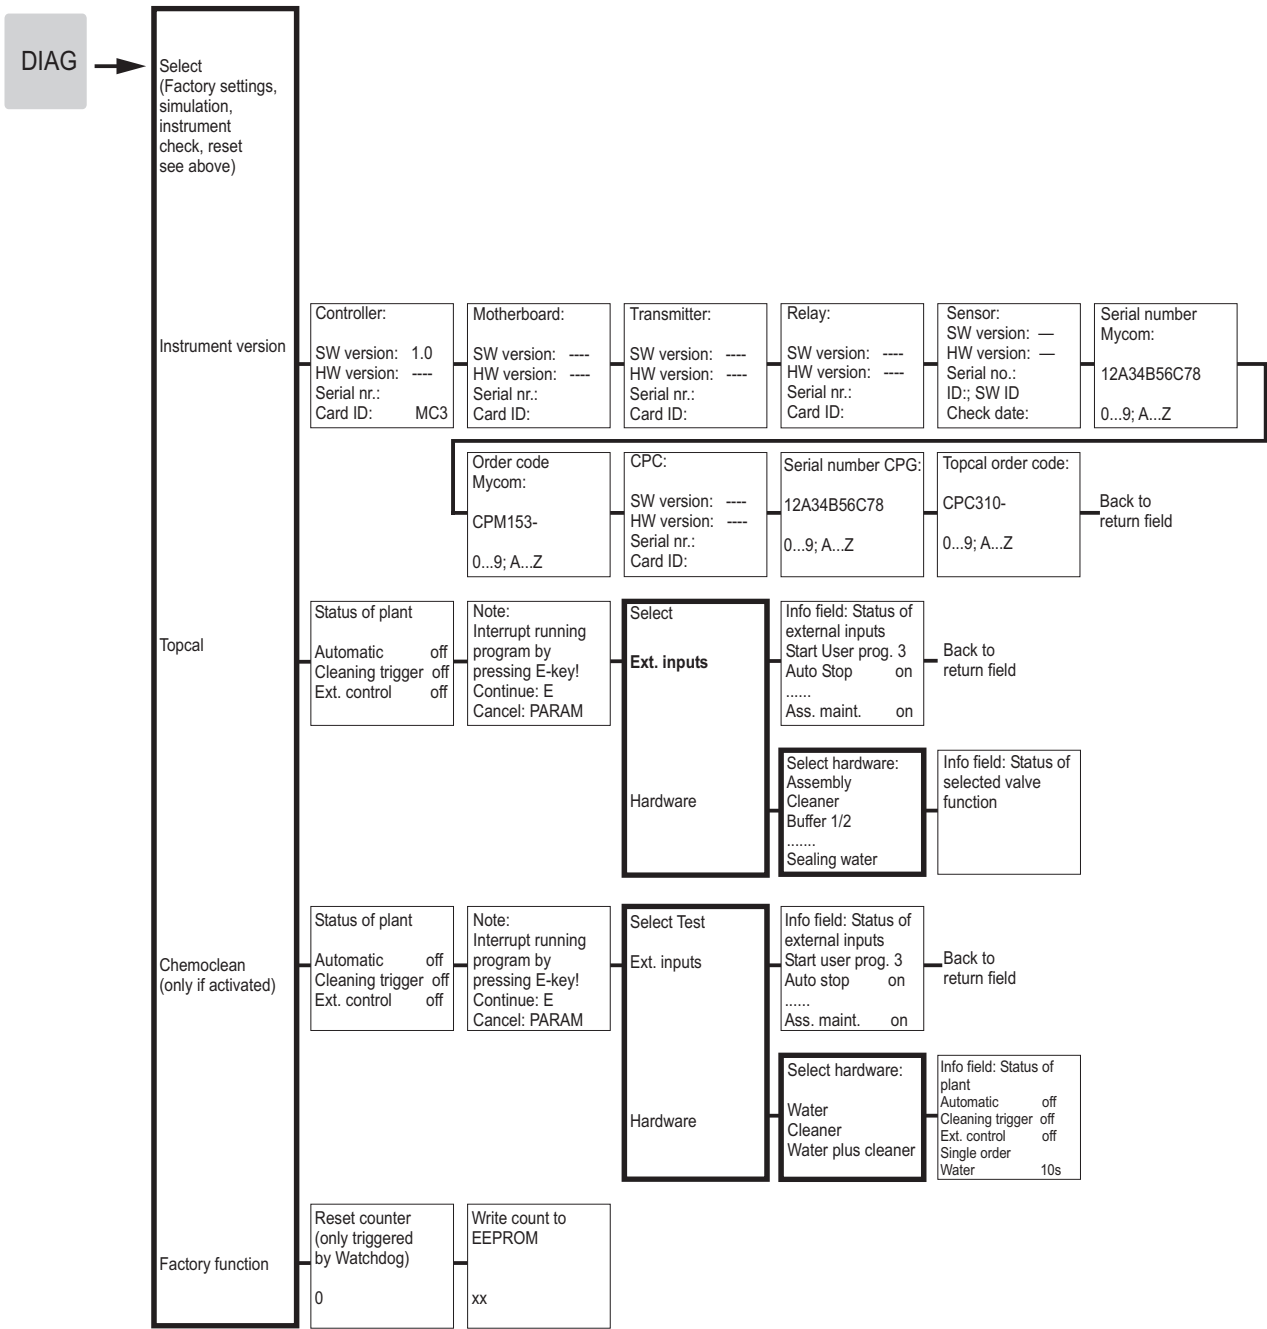 DIAG
Select
(Factory settings,
simulation,
instrument
check, reset
see above)
Instrument version
Controller:
SW version: 1.0
HW version: ----
Serial nr.:
Card ID: MC3
Motherboard:
SW version: ----
HW version: ----
Serial nr.:
Card ID:
Transmitter:
SW version: ----
HW version: ----
Serial nr.:
Card ID:
Relay:
SW version: ----
HW version: ----
Serial nr.:
Card ID:
Sensor:
SW version: —
HW version: —
Serial no.:
ID:; SW ID
Check date:
Serial number
Mycom:
12A34B56C78
0...9; A...Z
Order code
Mycom:
CPM153-
0...9; A...Z
CPC:
SW version: ----
HW version: ----
Serial nr.:
Card ID:
Serial number CPG:
12A34B56C78
0...9; A...Z
Topcal order code:
CPC310-
0...9; A...Z
Back to
return field
Topcal
Status of plant
Automatic off
Cleaning trigger off
Ext. control off
Note:
Interrupt running
program by
pressing E-key!
Continue: E
Cancel: PARAM
Select
Ext. inputs
Hardware
Info field: Status of
external inputs
Start User prog. 3
Auto Stop on
......
Ass. maint. on
Back to
return field
Select hardware:
Assembly
Cleaner
Buffer 1/2
.......
Sealing water
Info field: Status of
selected valve
function
Chemoclean
(only if activated)
Status of plant
Automatic off
Cleaning trigger off
Ext. control off
Note:
Interrupt running
program by
pressing E-key!
Continue: E
Cancel: PARAM
Select Test
Ext. inputs
Hardware
Info field: Status of
external inputs
Start user prog. 3
Auto stop on
......
Ass. maint. on
Back to
return field
Select hardware:
Water
Cleaner
Water plus cleaner
Info field: Status of
plant
Automatic off
Cleaning trigger off
Ext. control off
Single order
Water 10s
Factory function
Reset counter
(only triggered
by Watchdog)
0
Write count to
EEPROM
xx